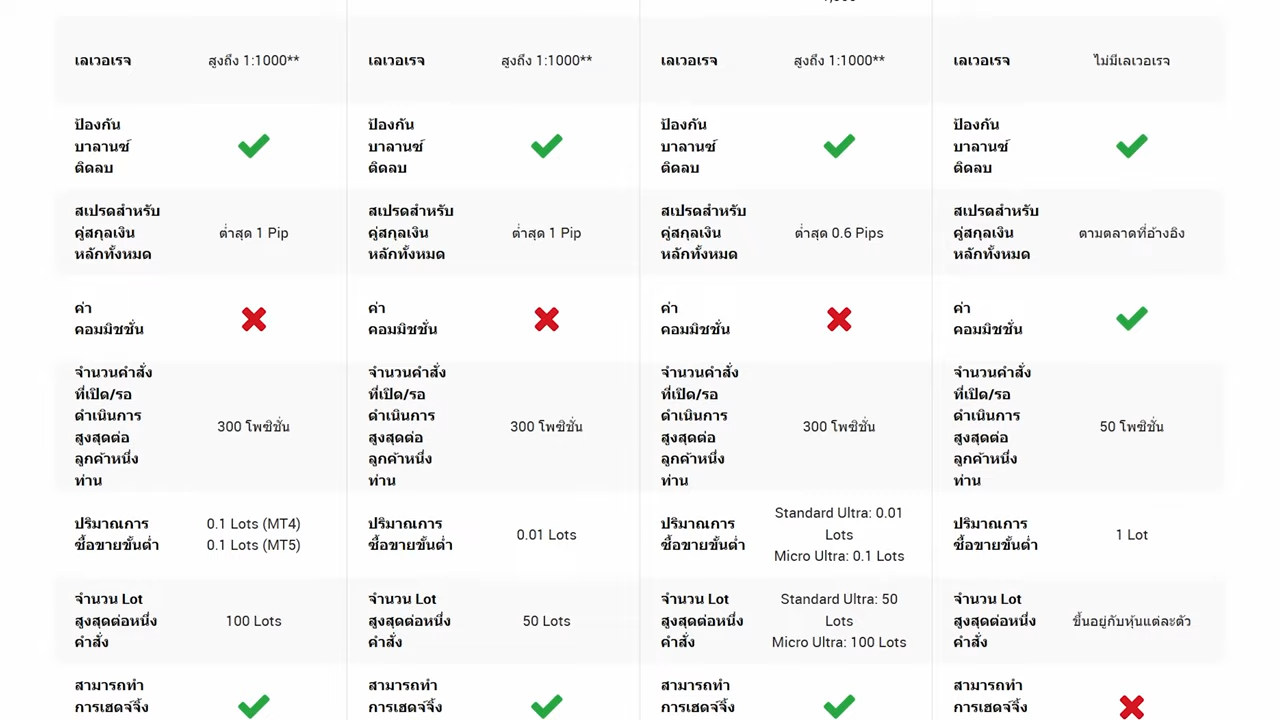 เลเวอเรจ สูงถึง 1:1000** เลเวอเรจ สูงถึง 1:1000** เลเวอเรจ สูงถึง 1:1000** เลเวอเรจ ไม่มีเลเวอเรจ
ป้องกัน ป้องกัน ป้องกัน ป้องกัน
บาลานซ์ บาลานซ์ บาลานซ์ บาลานซ์
ติดลบ ติดลบ ติดลบ ติดลบ
สเปรดสำหรับ สเปรดสำหรับ สเปรดสำหรับ สเปรดสำหรับ
คู่สกุลเงิน ต่ำสุด 1 Pip คู่สกุลเงิน ต่ำสุด 1 Pip คู่สกุลเงิน ต่ำสุด 0.6 Pips คู่สกุลเงิน ตามตลาดที่อ้างอิง
หลักทั้งหมด หลักทั้งหมด หลักทั้งหมด หลักทั้งหมด
ค่า ค่า ค่า ค่า
คอมมิชชั่น คอมมิชชั่น คอมมิชชั่น คอมมิชชั่น
จำนวนคำสั่ง จำนวนคำสั่ง จำนวนคำสั่ง จำนวนคำสั่ง
ที่เปิด/รอ ที่เปิด/รอ ที่เปิด/รอ ที่เปิด/รอ
ดำเนินการ ดำเนินการ ดำเนินการ ดำเนินการ
สูงสุดต่อ 300 โพซิชั่น สูงสุดต่อ 300 โพซิชั่น สูงสุดต่อ 300 โพซิชั่น สูงสุดต่อ 50 โพซิชั่น
ลูกค้าหนึ่ง ลูกค้าหนึ่ง ลูกค้าหนึ่ง ลูกค้าหนึ่ง
ท่าน ท่าน ท่าน ท่าน
Standard Ultra: 0.01
ปริมาณการ 0.1 Lots (MT4) ปริมาณการ ปริมาณการ ปริมาณการ
0.01 Lots Lots 1 Lot
ซื้อขายขั้นต่ำ 0.1 Lots (MT5) ซื้อขายขั้นต่ำ ซื้อขายขั้นต่ำ ซื้อขายขั้นต่ำ
Micro Ultra: 0.1 Lots
จำนวน Lot จำนวน Lot จำนวน Lot Standard Ultra: 50 จำนวน Lot
สูงสุดต่อหนึ่ง 100 Lots สูงสุดต่อหนึ่ง 50 Lots สูงสุดต่อหนึ่ง Lots สูงสุดต่อหนึ่ง ขึ้นอยู่กับหุ้นแต่ละตัว
คำสั่ง คำสั่ง คำสั่ง Micro Ultra: 100 Lots คำสั่ง
สามารถทำ สามารถทำ สามารถทำ สามารถทำ
การเฮดจ์จิ้ง การเฮดจ์จิ้ง การเฮดจ์จิ้ง การเฮดจ์จิ้ง